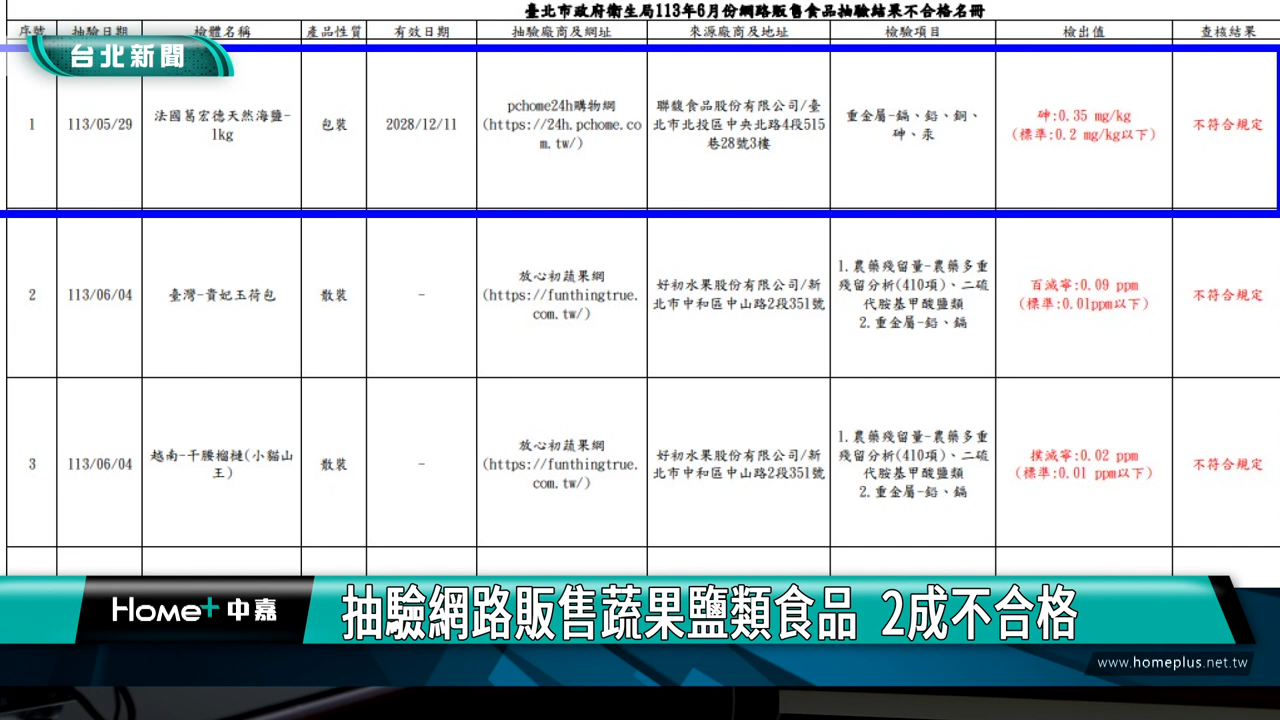 臺北市政府衛生局113年6月份網路販售食品抽驗結果不合格名冊
序號 抽驗日期 檢體名稱 產品性質 有效日期 抽驗廠商及網址 來源廠商及地址 檢驗項目 檢出值 查核結果
台北新聞
1 113/05/29 法國葛宏德天然海鹽-
1kg
包裝 2028/12/11 pchome24h購物網
(https://24h.pchome.co
m.tw/)
聯馥食品股份有限公司/臺
北市北投區中央北路4段515
巷28號3樓
重金屬-鎘、鉛、銅、
砷、汞
砷:0.35 mg/kg
(標準:0.2 mg/kg以下)
不符合規定
2 113/06/04 臺灣-貴妃玉荷包 散裝 -
放心初蔬果網
(https://funthingtrue.
com.tw/)
好初水果股份有限公司/新
北市中和區中山路2段351號
1.農藥殘留量-農藥多重
殘留分析(410項)、二硫
代胺基甲酸鹽類
2.重金屬-鉛、鎘
百滅寧:0.09 ppm
(標準:0.01ppm以下)
不符合規定
3 113/06/04 越南-干腰榴槤(小貓山
王)
散裝 -
放心初蔬果網
(https://funthingtrue.
com.tw/)
好初水果股份有限公司/新
北市中和區中山路2段351號
1.農藥殘留量-農藥多重
殘留分析(410項)、二硫
代胺基甲酸鹽類
2.重金屬-鉛、鎘
撲滅寧:0.02 ppm
(標準:0.01 ppm以下)
不符合規定
Home+中嘉
抽驗網路販售蔬果鹽類食品 2成不合格
www.homeplus.net.tw